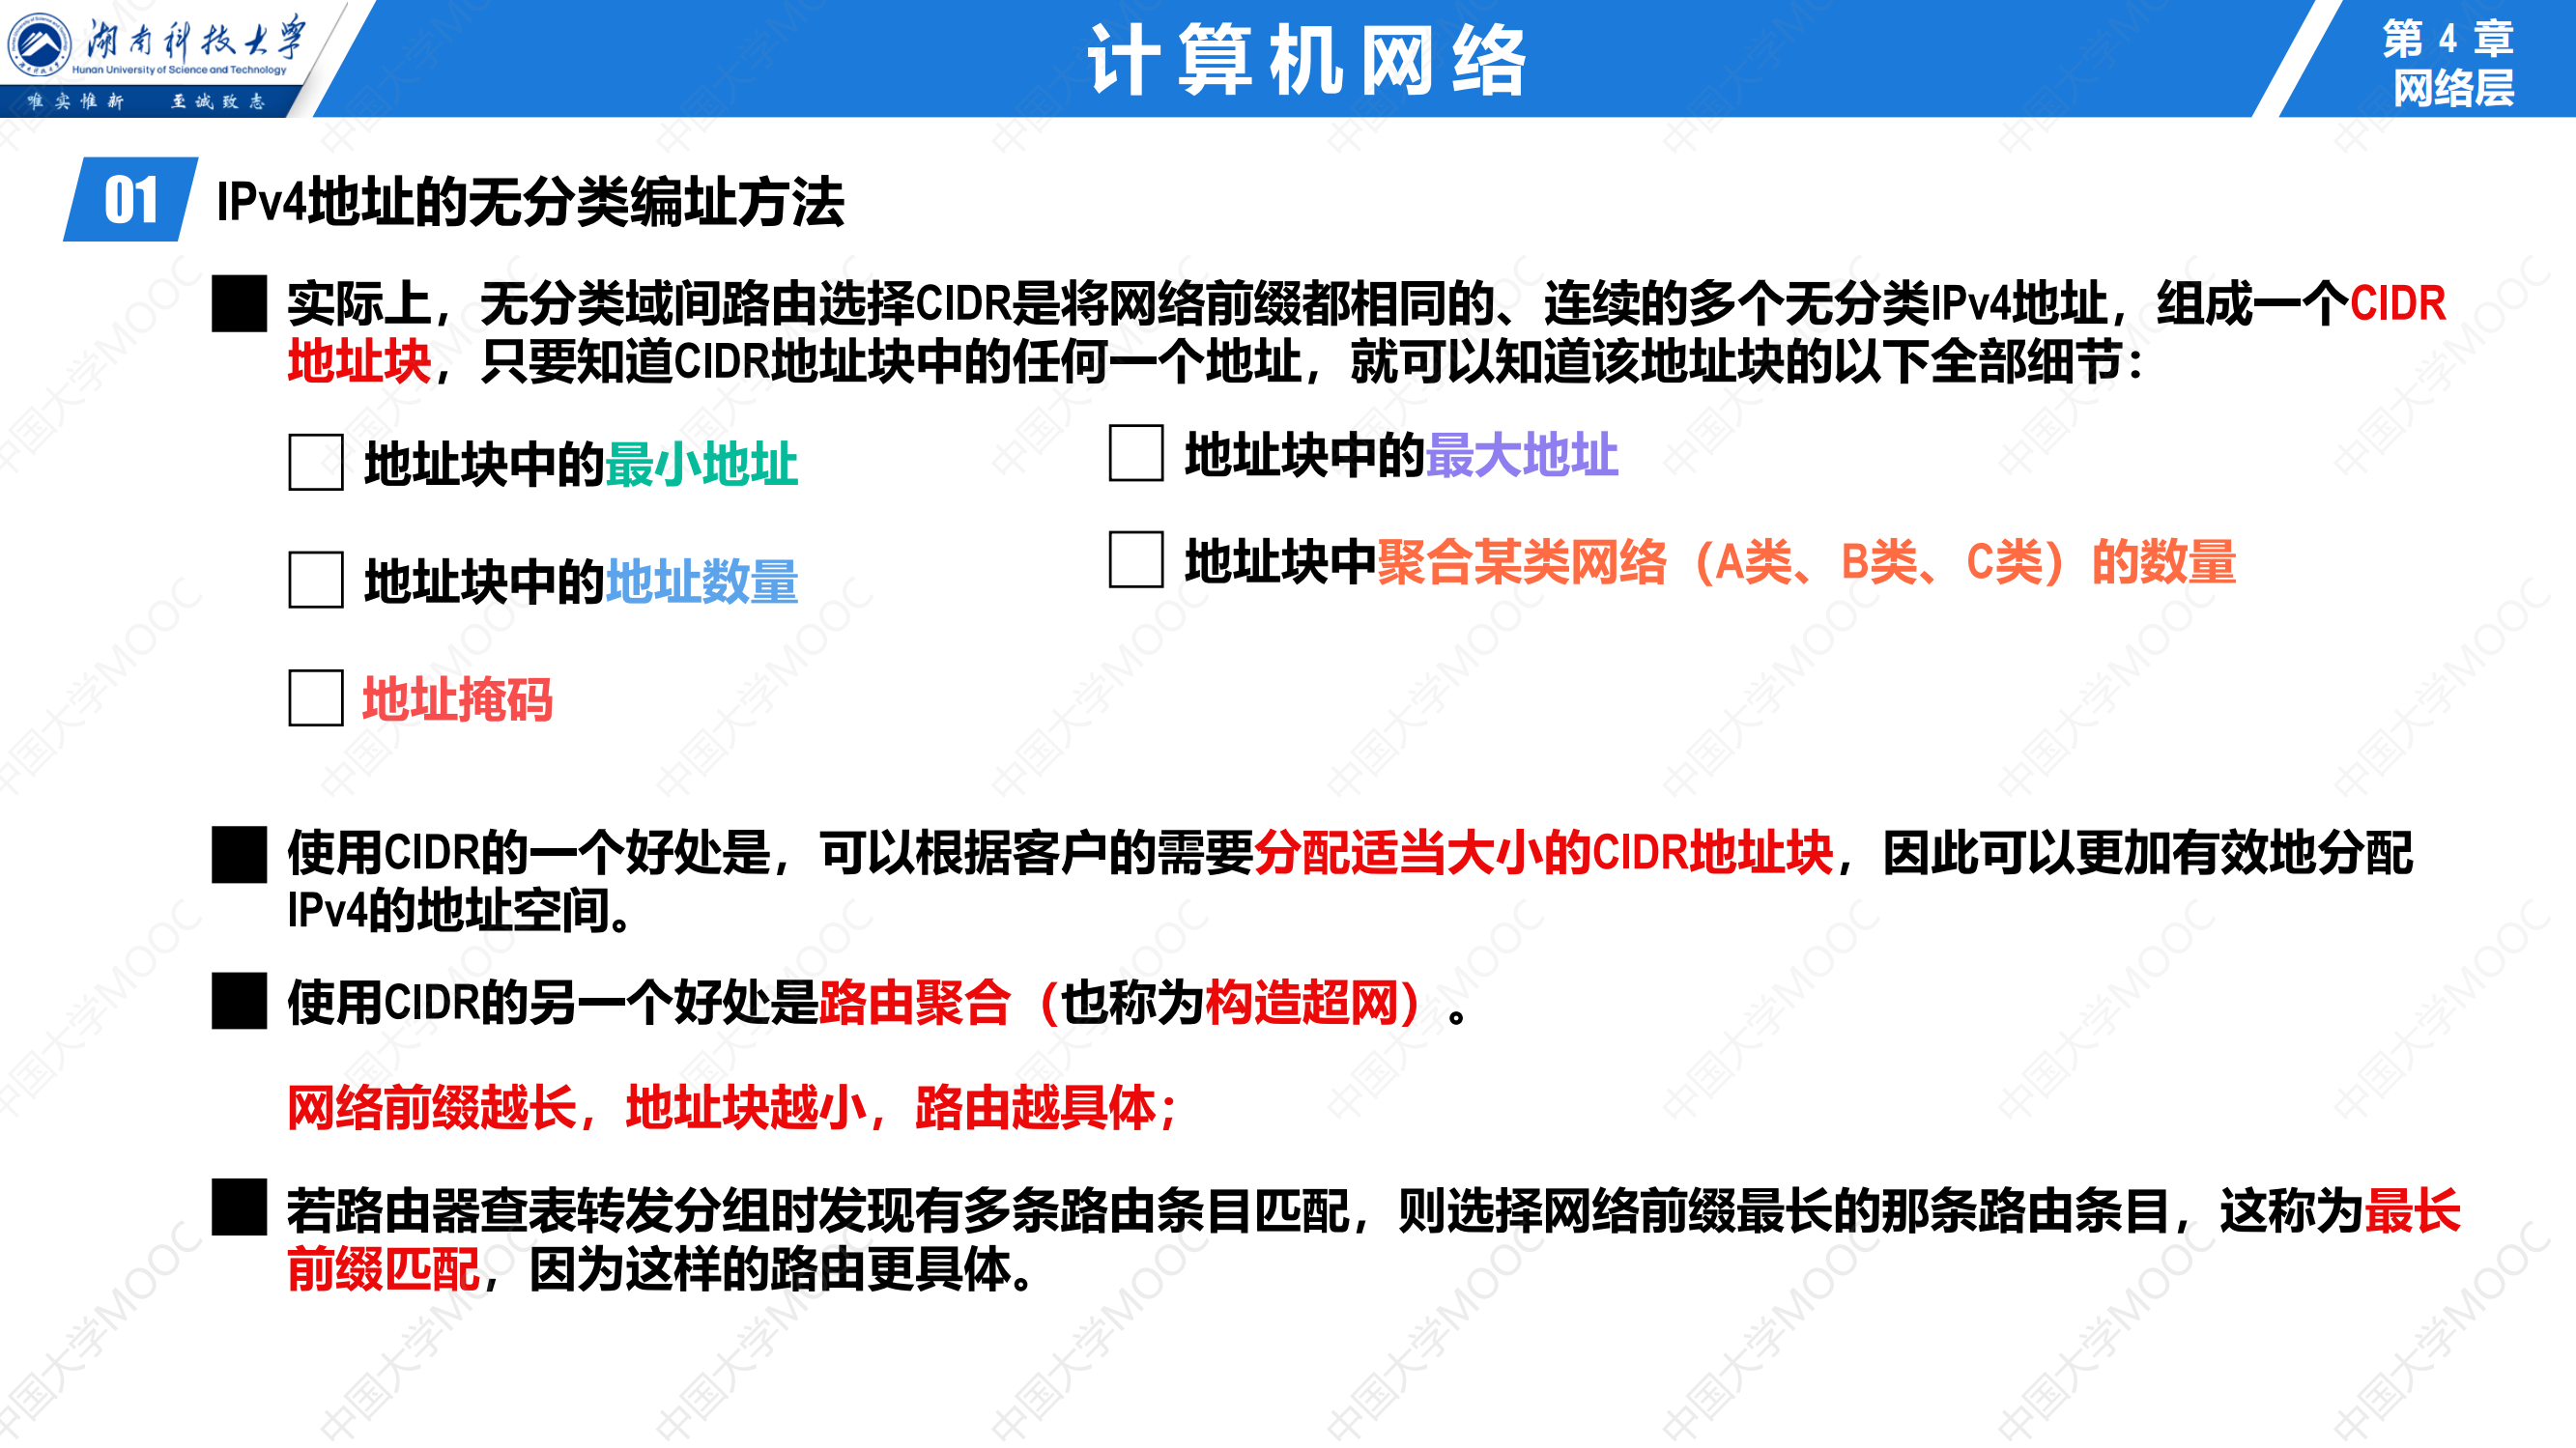 湖南科技大学
Hunan University of Science and Technology
唯实惟新 至诚致志
计算机网络
第 4 章
网络层
01 IPv4地址的无分类编址方法
实际上，无分类域间路由选择CIDR是将网络前缀都相同的、连续的多个无分类IPv4地址，组成一个CIDR
地址块，只要知道CIDR地址块中的任何一个地址，就可以知道该地址块的以下全部细节：
地址块中的最小地址
地址块中的最大地址
地址块中的地址数量
地址块中聚合某类网络（A类、B类、C类）的数量
地址掩码
使用CIDR的一个好处是，可以根据客户的需要分配适当大小的CIDR地址块，因此可以更加有效地分配
IPv4的地址空间。
使用CIDR的另一个好处是路由聚合（也称为构造超网）。
网络前缀越长，地址块越小，路由越具体；
若路由器查表转发分组时发现有多条路由条目匹配，则选择网络前缀最长的那条路由条目，这称为最长
前缀匹配，因为这样的路由更具体。
中国大学MOOC